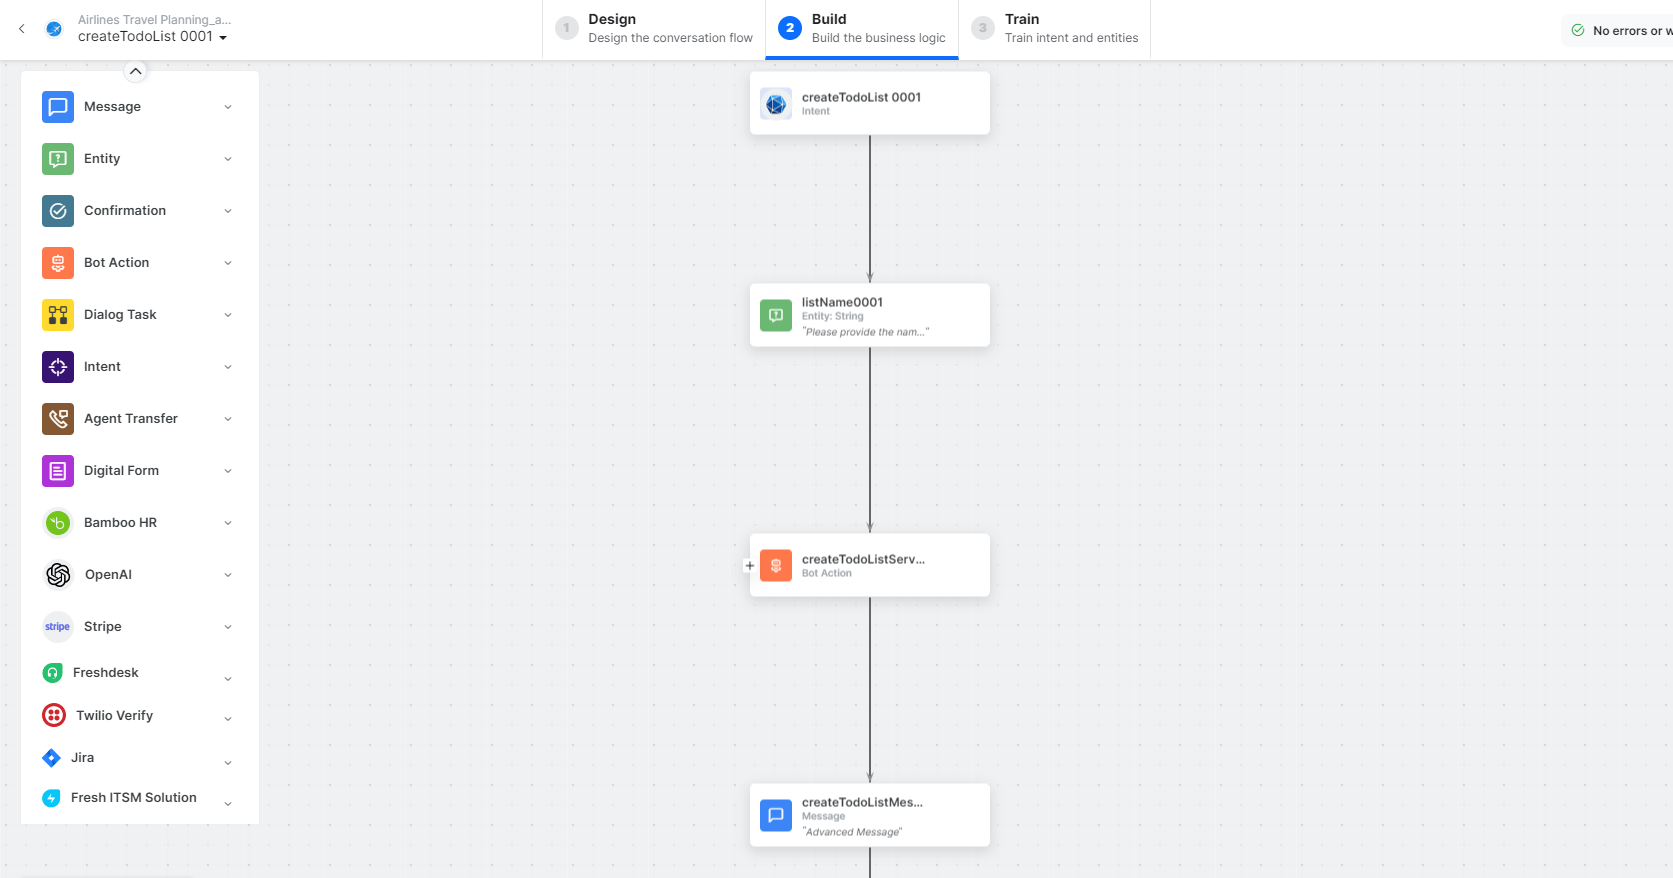 Airlines Travel Planning_a...
createTodoList 0001
1
Design
Design the conversation flow
2
Build
Build the business logic
3
Train
Train intent and entities
No errors or w
Message
Entity
Confirmation
Bot Action
Dialog Task
Intent
Agent Transfer
Digital Form
Bamboo HR
OpenAI
stripe
Stripe
Freshdesk
Twilio Verify
Jira
Fresh ITSM Solution
createTodoList 0001
Intent
listName0001
Entity: String
"Please provide the nam..."
createTodoListServ...
Bot Action
createTodoListMes...
Message
"Advanced Message"